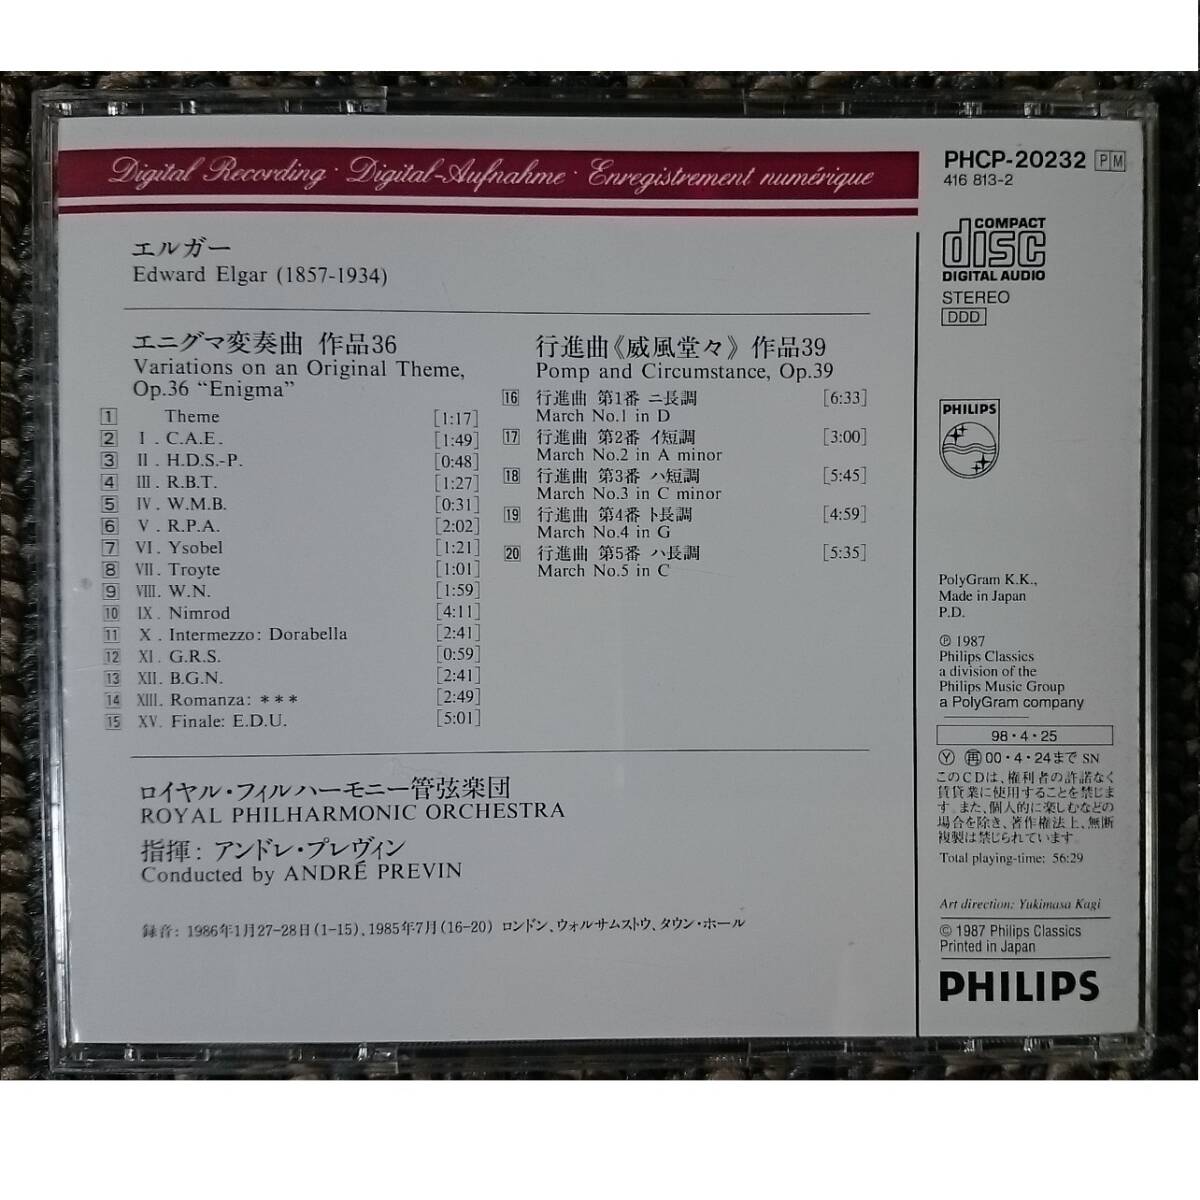 Digital Recording · Digital-Aufnahme · Enregistrement numérique
エルガー
Edward Elgar (1857-1934)
エニグマ変奏曲 作品36
Variations on an Original Theme,
Op.36 “Enigma”
1 Theme [1:17]
2 I. C.A.E. [1:49]
3 II. H.D.S.-P. [0:48]
4 III. R.B.T. [1:27]
5 IV. W.M.B. [0:31]
6 V. R.P.A. [2:02]
7 VI. Ysobel [1:21]
8 VII. Troyte [1:01]
9 VIII. W.N. [1:59]
10 IX. Nimrod [4:11]
11 X. Intermezzo: Dorabella [2:41]
12 XI. G.R.S. [0:59]
13 XII. B.G.N. [2:41]
14 XIII. Romanza: *** [2:49]
15 XV. Finale: E.D.U. [5:01]
行進曲《威風堂々》作品39
Pomp and Circumstance, Op.39
16 行進曲 第1番 ニ長調 [6:33]
March No.1 in D
17 行進曲 第2番 イ短調 [3:00]
March No.2 in A minor
18 行進曲 第3番 ハ短調 [5:45]
March No.3 in C minor
19 行進曲 第4番 ト長調 [4:59]
March No.4 in G
20 行進曲 第5番 ハ長調 [5:35]
March No.5 in C
ロイヤル・フィルハーモニー管弦楽団
ROYAL PHILHARMONIC ORCHESTRA
指揮: アンドレ・プレヴィン
Conducted by ANDRÉ PREVIN
録音: 1986年1月27-28日(1-15)、1985年7月(16-20) ロンドン、ウォルサムストウ、タウン・ホール
PHCP-20232 PM
416 813-2
COMPACT
disc
DIGITAL AUDIO
STEREO
DDD
PHILIPS
PolyGram K.K.,
Made in Japan
P.D.
℗ 1987
Philips Classics
a division of the
Philips Music Group
a PolyGram company
98・4・25
Ⓨ 再 00・4・24まで SN
このCDは、権利者の許諾なく
賃貸業に使用することを禁じま
す。また、個人的に楽しむなどの
場合を除き、著作権法上、無断
複製は禁じられています。
Total playing-time: 56:29
Art direction: Yukimasa Kagi
© 1987 Philips Classics
Printed in Japan
PHILIPS